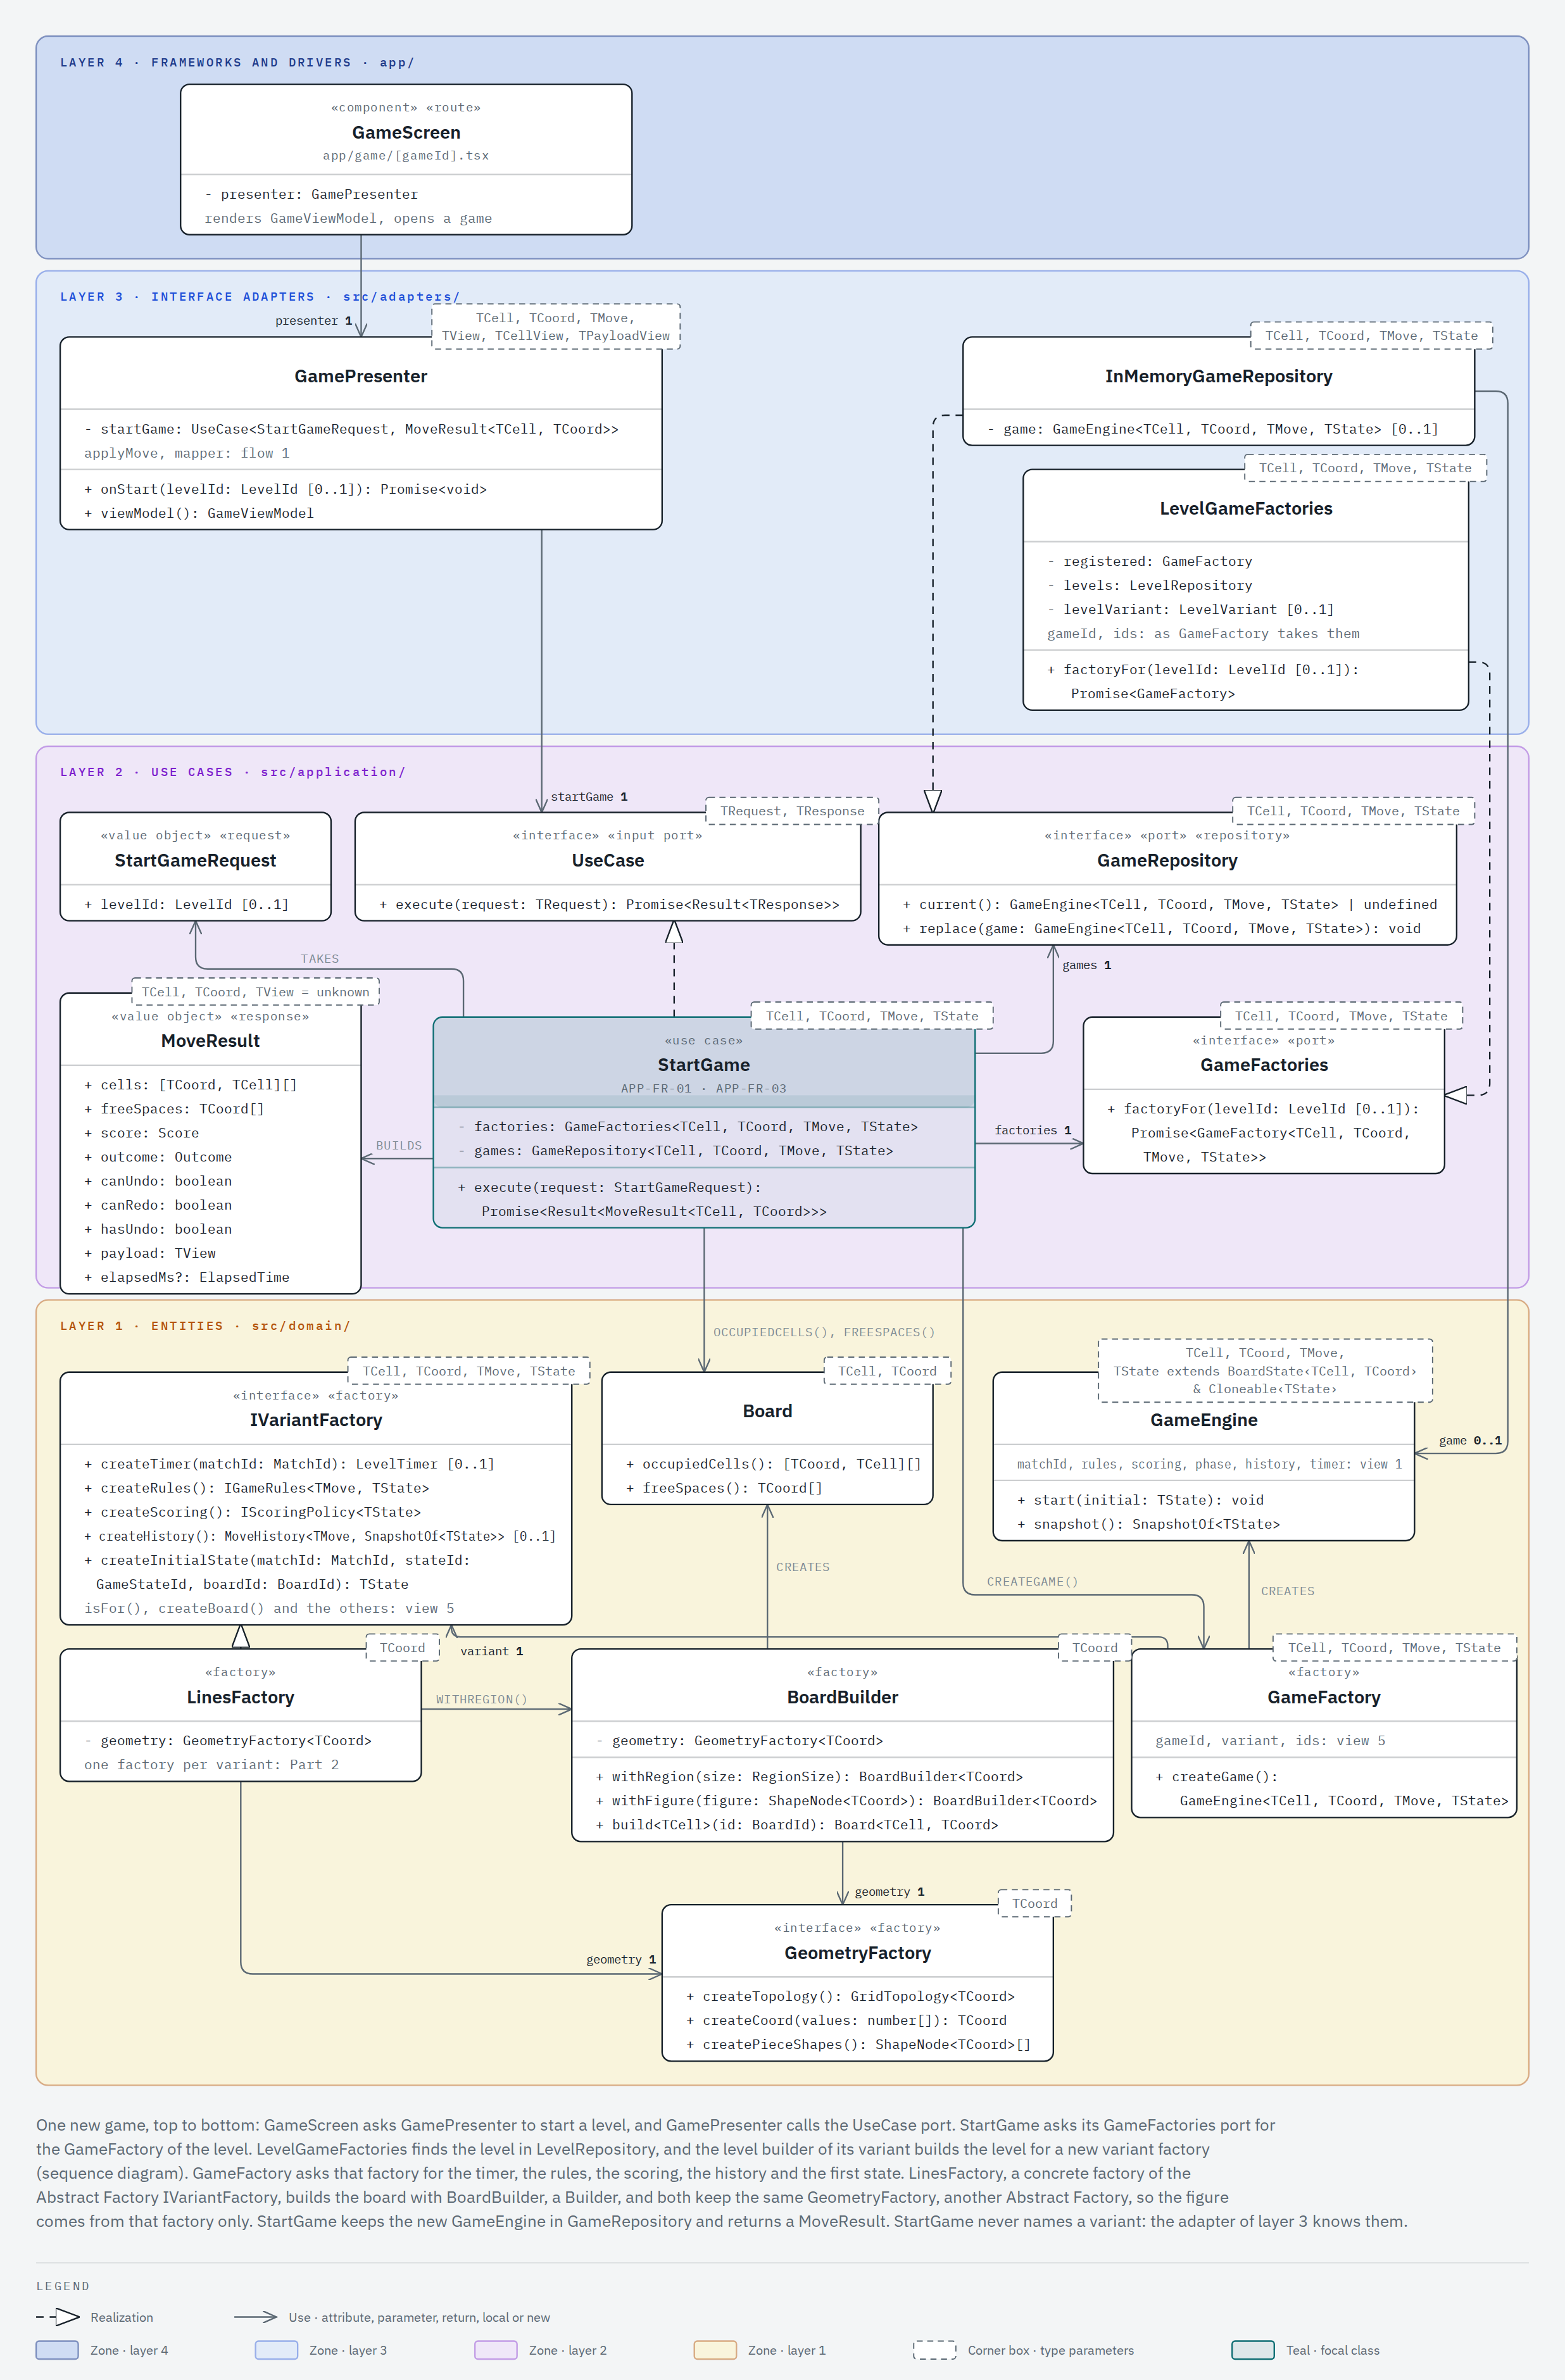 LAYER 4 · FRAMEWORKS AND DRIVERS · app/
«component» «route»
GameScreen
app/game/[gameId].tsx
- presenter: GamePresenter
renders GameViewModel, opens a game
LAYER 3 · INTERFACE ADAPTERS · src/adapters/
presenter 1
TCell, TCoord, TMove,
TView, TCellView, TPayloadView
GamePresenter
- startGame: UseCase<StartGameRequest, MoveResult<TCell, TCoord>>
applyMove, mapper: flow 1
+ onStart(levelId: LevelId [0..1]): Promise<void>
+ viewModel(): GameViewModel
TCell, TCoord, TMove, TState
InMemoryGameRepository
- game: GameEngine<TCell, TCoord, TMove, TState> [0..1]
TCell, TCoord, TMove, TState
LevelGameFactories
- registered: GameFactory
- levels: LevelRepository
- levelVariant: LevelVariant [0..1]
gameId, ids: as GameFactory takes them
+ factoryFor(levelId: LevelId [0..1]):
Promise<GameFactory>
LAYER 2 · USE CASES · src/application/
startGame 1
«value object» «request»
StartGameRequest
+ levelId: LevelId [0..1]
TRequest, TResponse
«interface» «input port»
UseCase
+ execute(request: TRequest): Promise<Result<TResponse>>
TCell, TCoord, TMove, TState
«interface» «port» «repository»
GameRepository
+ current(): GameEngine<TCell, TCoord, TMove, TState> | undefined
+ replace(game: GameEngine<TCell, TCoord, TMove, TState>): void
TAKES
games 1
TCell, TCoord, TView = unknown
«value object» «response»
MoveResult
+ cells: [TCoord, TCell][]
+ freeSpaces: TCoord[]
+ score: Score
+ outcome: Outcome
+ canUndo: boolean
+ canRedo: boolean
+ hasUndo: boolean
+ payload: TView
+ elapsedMs?: ElapsedTime
BUILDS
TCell, TCoord, TMove, TState
«use case»
StartGame
APP-FR-01 · APP-FR-03
- factories: GameFactories<TCell, TCoord, TMove, TState>
- games: GameRepository<TCell, TCoord, TMove, TState>
+ execute(request: StartGameRequest):
Promise<Result<MoveResult<TCell, TCoord>>>
factories 1
TCell, TCoord, TMove, TState
«interface» «port»
GameFactories
+ factoryFor(levelId: LevelId [0..1]):
Promise<GameFactory<TCell, TCoord,
TMove, TState>>
LAYER 1 · ENTITIES · src/domain/
OCCUPIEDCELLS(), FREESPACES()
TCell, TCoord, TMove, TState
«interface» «factory»
IVariantFactory
+ createTimer(matchId: MatchId): LevelTimer [0..1]
+ createRules(): IGameRules<TMove, TState>
+ createScoring(): IScoringPolicy<TState>
+ createHistory(): MoveHistory<TMove, SnapshotOf<TState>> [0..1]
+ createInitialState(matchId: MatchId, stateId:
GameStateId, boardId: BoardId): TState
isFor(), createBoard() and the others: view 5
TCell, TCoord
Board
+ occupiedCells(): [TCoord, TCell][]
+ freeSpaces(): TCoord[]
TCell, TCoord, TMove,
TState extends BoardState‹TCell, TCoord›
& Cloneable‹TState›
GameEngine
matchId, rules, scoring, phase, history, timer: view 1
+ start(initial: TState): void
+ snapshot(): SnapshotOf<TState>
game 0..1
CREATES
CREATEGAME()
CREATES
variant 1
TCoord
«factory»
LinesFactory
- geometry: GeometryFactory<TCoord>
one factory per variant: Part 2
WITHREGION()
TCoord
«factory»
BoardBuilder
- geometry: GeometryFactory<TCoord>
+ withRegion(size: RegionSize): BoardBuilder<TCoord>
+ withFigure(figure: ShapeNode<TCoord>): BoardBuilder<TCoord>
+ build<TCell>(id: BoardId): Board<TCell, TCoord>
TCell, TCoord, TMove, TState
«factory»
GameFactory
gameId, variant, ids: view 5
+ createGame():
GameEngine<TCell, TCoord, TMove, TState>
geometry 1
geometry 1
TCoord
«interface» «factory»
GeometryFactory
+ createTopology(): GridTopology<TCoord>
+ createCoord(values: number[]): TCoord
+ createPieceShapes(): ShapeNode<TCoord>[]
One new game, top to bottom: GameScreen asks GamePresenter to start a level, and GamePresenter calls the UseCase port. StartGame asks its GameFactories port for
the GameFactory of the level. LevelGameFactories finds the level in LevelRepository, and the level builder of its variant builds the level for a new variant factory
(sequence diagram). GameFactory asks that factory for the timer, the rules, the scoring, the history and the first state. LinesFactory, a concrete factory of the
Abstract Factory IVariantFactory, builds the board with BoardBuilder, a Builder, and both keep the same GeometryFactory, another Abstract Factory, so the figure
comes from that factory only. StartGame keeps the new GameEngine in GameRepository and returns a MoveResult. StartGame never names a variant: the adapter of layer 3 knows them.
LEGEND
Realization
Use · attribute, parameter, return, local or new
Zone · layer 4
Zone · layer 3
Zone · layer 2
Zone · layer 1
Corner box · type parameters
Teal · focal class